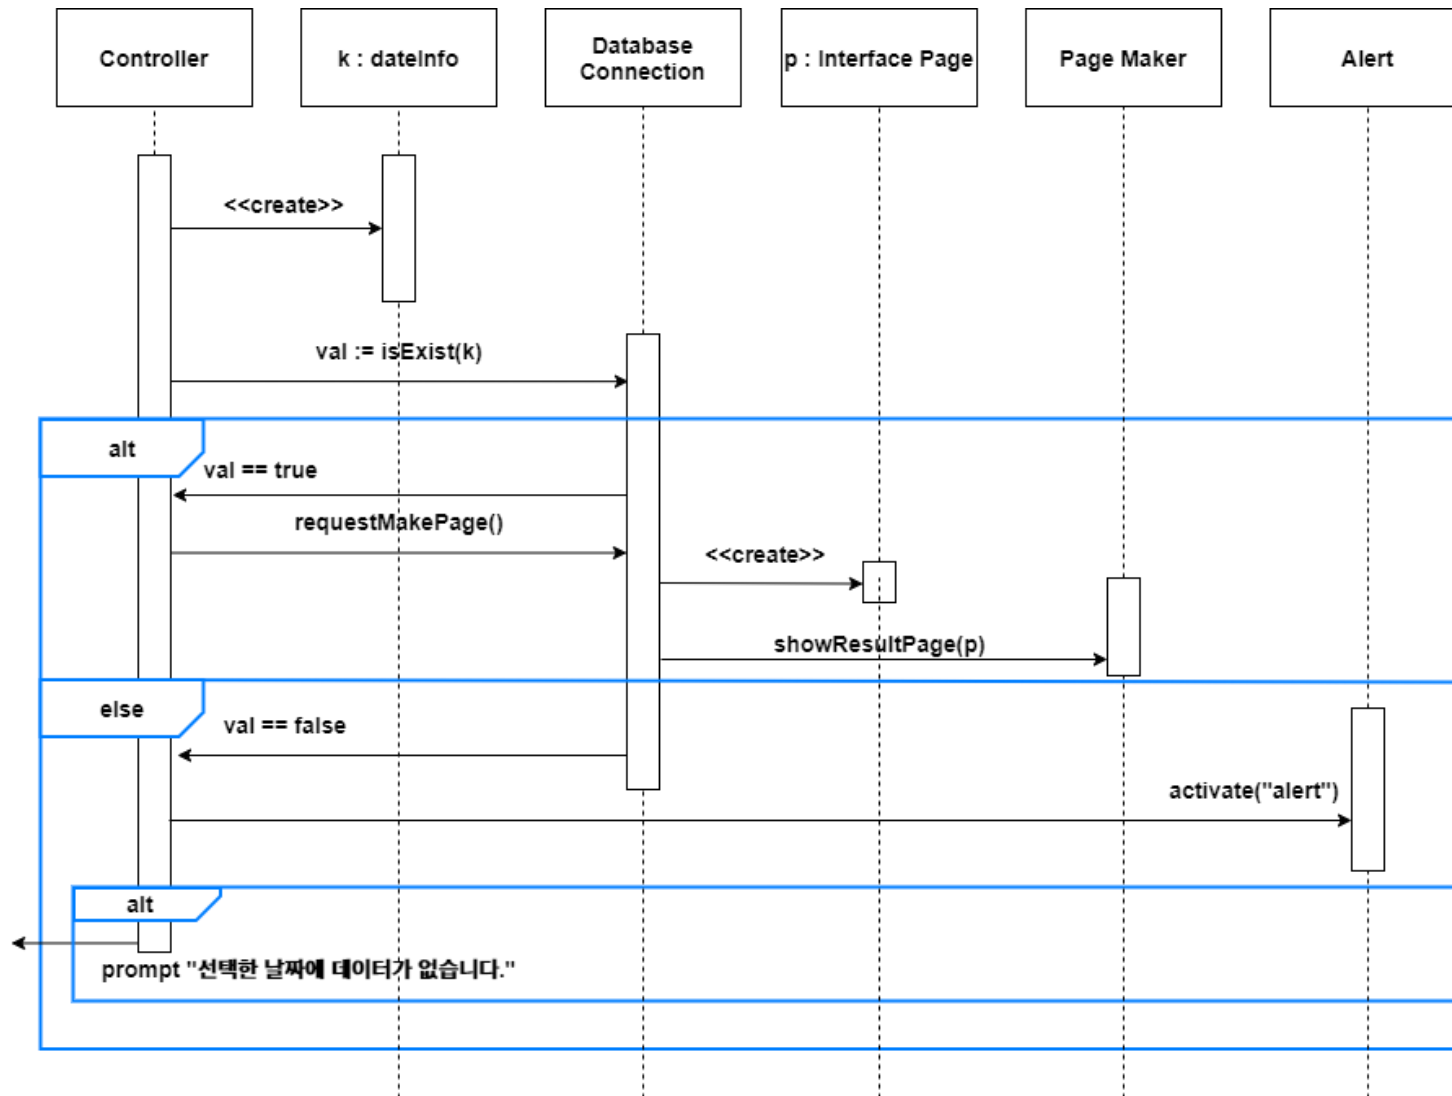 Controller
k : dateInfo
Database
Connection
p : Interface Page
Page Maker
Alert
<<create>>
val := isExist(k)
alt
val == true
requestMakePage()
<<create>>
showResultPage(p)
else
val == false
activate("alert")
alt
prompt "선택한 날짜에 데이터가 없습니다."